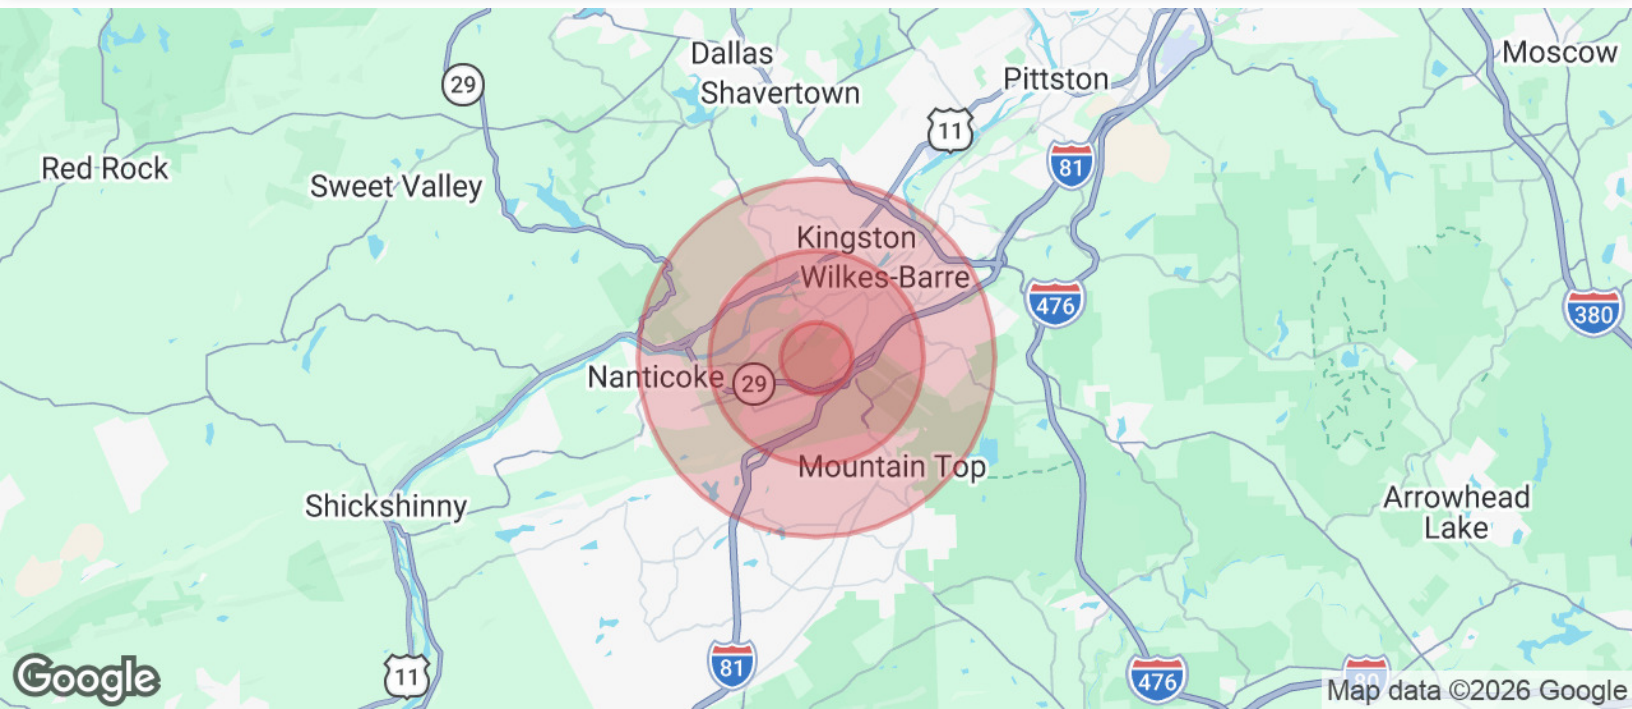 Dallas
Shavertown
Pittston
Moscow
29
11
81
Red Rock
Sweet Valley
Kingston
Wilkes-Barre
476
380
Nanticoke
29
Mountain Top
Shickshinny
Arrowhead
Lake
81
11
476
80
Google
Map data ©2026 Google